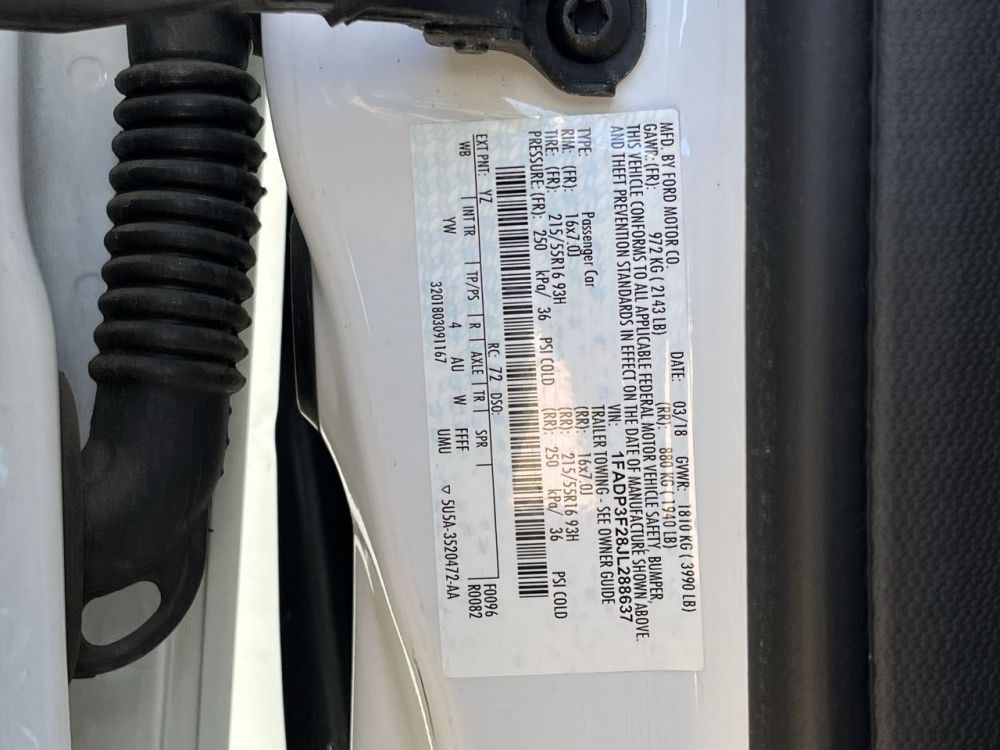 MFD. BY FORD MOTOR CO.
DATE: 03/18 GVWR: 1810 KG ( 3990 LB)
GAWR: (FR): 972 KG ( 2143 LB) (RR): 880 KG ( 1940 LB)
THIS VEHICLE CONFORMS TO ALL APPLICABLE FEDERAL MOTOR VEHICLE SAFETY, BUMPER,
AND THEFT PREVENTION STANDARDS IN EFFECT ON THE DATE OF MANUFACTURE SHOWN ABOVE.
VIN: 1FADP3F28JL288637
TYPE: Passenger Car TRAILER TOWING - SEE OWNER GUIDE
RIM: (FR): 16x7.0J (RR): 16x7.0J
TIRE: (FR): 215/55R16 93H (RR): 215/55R16 93H
PRESSURE: (FR): 250 kPa/ 36 PSI COLD (RR): 250 kPa/ 36 PSI COLD
RC: 72 DSO: F0096
EXT PNT: YZ R0082
WB | INT TR | TP/PS | R | AXLE | TR | SPR |
YW 4 AU W FFFF
3201803091167 UMU ▽ 5U5A-3520472-AA